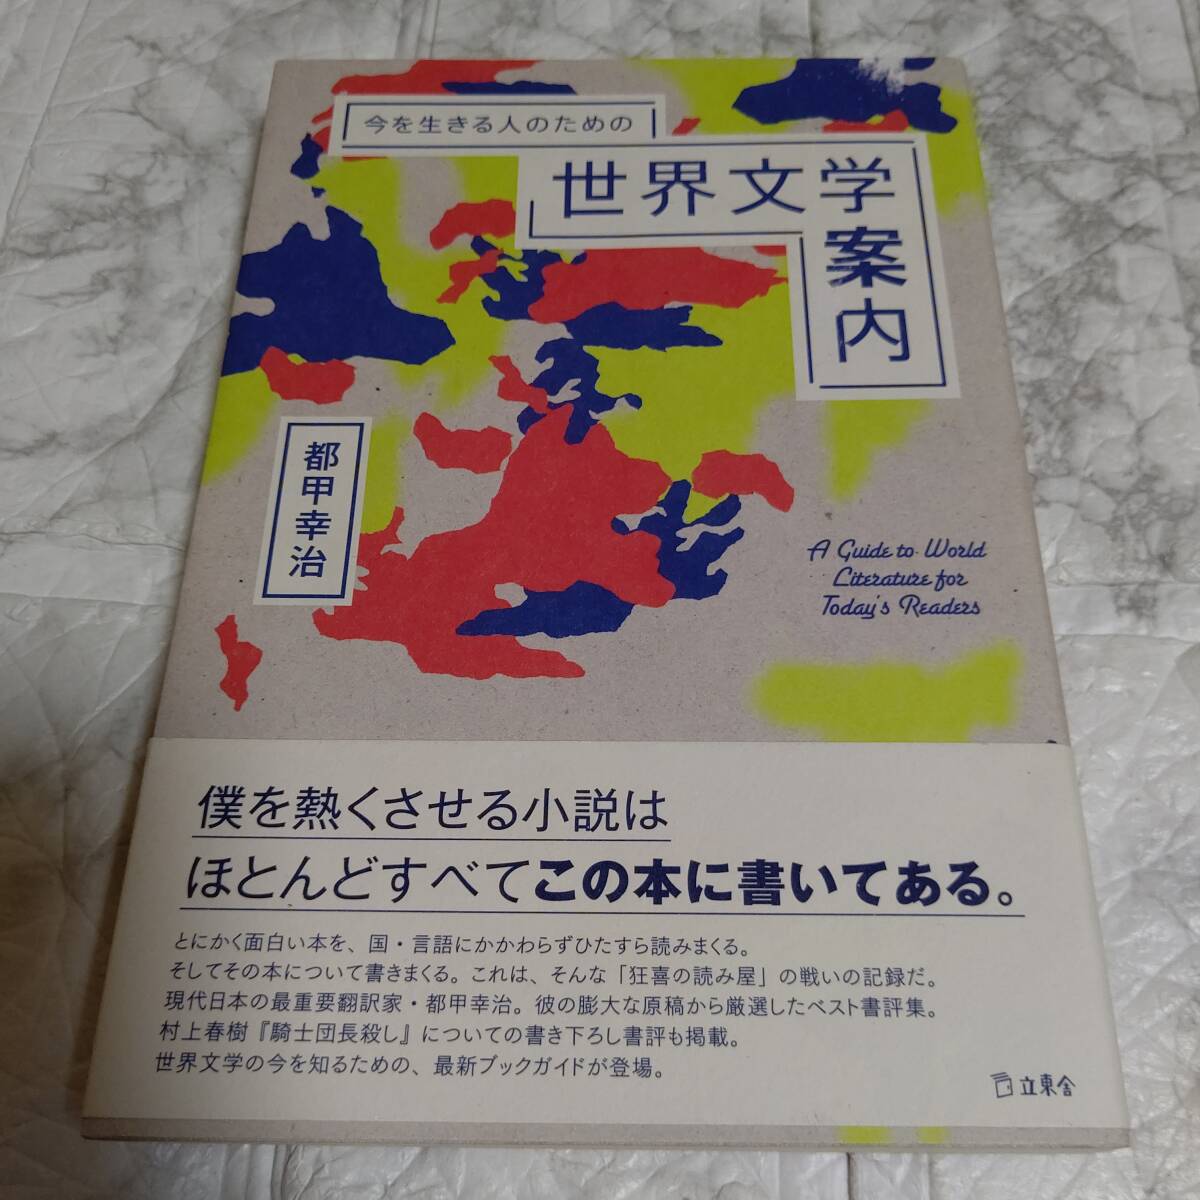 今を生きる人のための
世界文学
案内
都甲幸治
A Guide to World
Literature for
Today's Readers
僕を熱くさせる小説は
ほとんどすべてこの本に書いてある。
とにかく面白い本を、国・言語にかかわらずひたすら読みまくる。
そしてその本について書きまくる。これは、そんな「狂喜の読み屋」の戦いの記録だ。
現代日本の最重要翻訳家・都甲幸治。彼の膨大な原稿から厳選したベスト書評集。
村上春樹『騎士団長殺し』についての書き下ろし書評も掲載。
世界文学の今を知るための、最新ブックガイドが登場。
立東舎